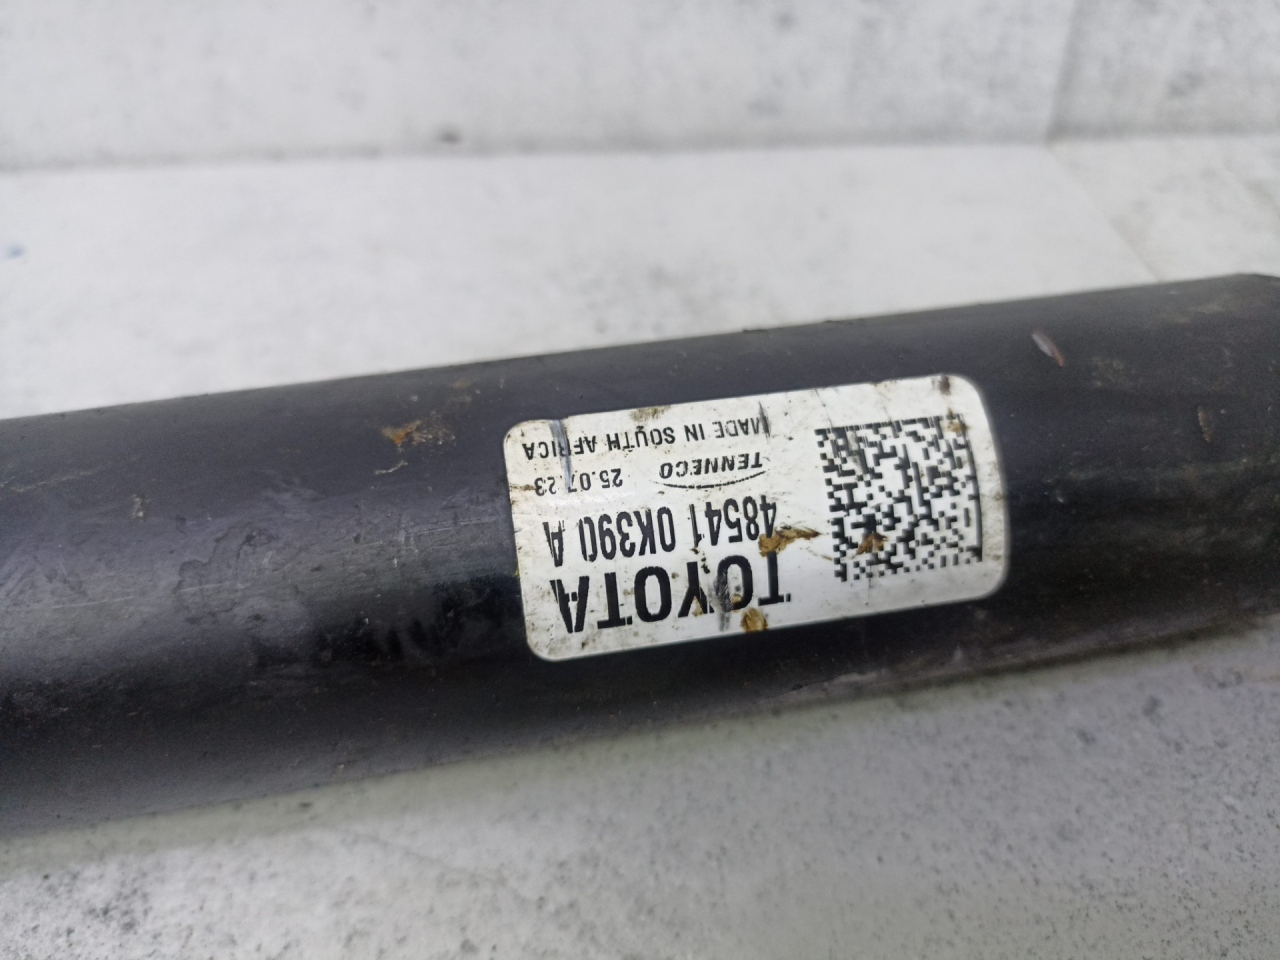 TOYOTA
48541 0K390 A
TENNECO 25.07.23
MADE IN SOUTH AFRICA